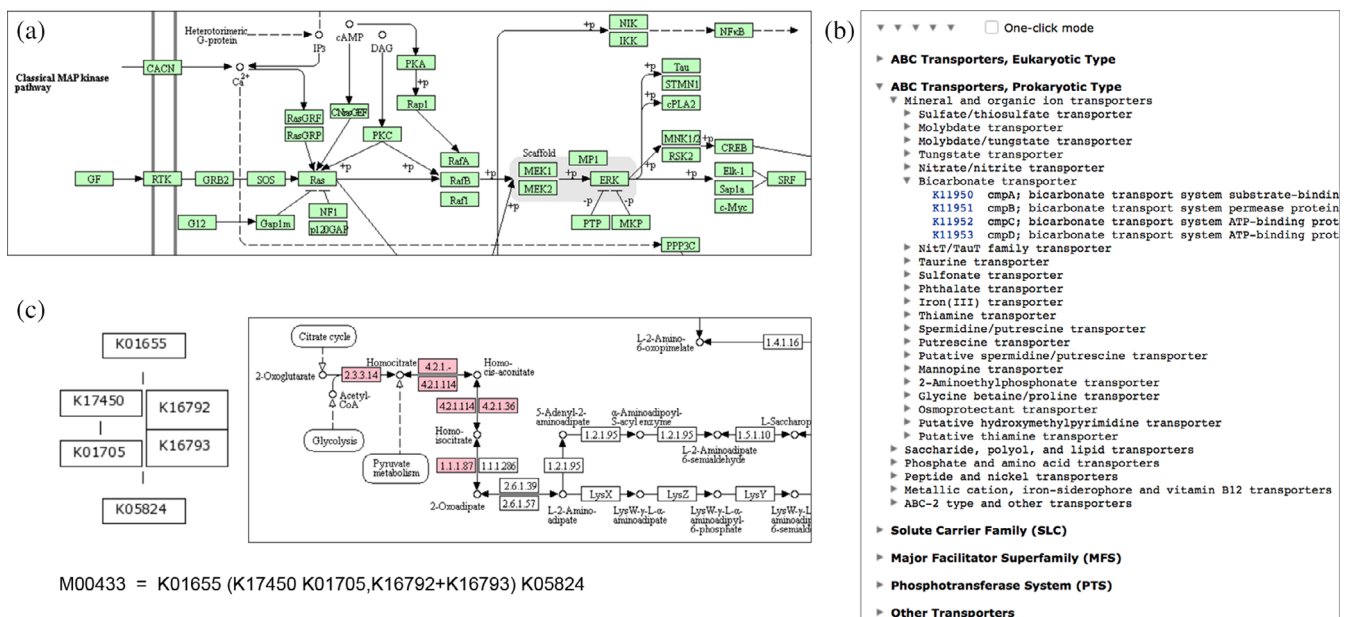 (a)
Heterotorimeric
G-protein
IP3
cAMP
DAG
NIK
IKK
NFκB
Classical MAP kinase
pathway
CACN
Ca2+
PKA
+p
Tau
STMN1
cPLA2
RasGRF
RasGRP
CNrasGEF
PKC
Rap1
+p
+p
+p
MNK1/2
RSK2
+p
CREB
Scaffold
MP1
RafA
RafB
Raf1
MEK1
MEK2
+p
ERK
+p
GF
RTK
GRB2
SOS
Ras
+p
+p
+p
Elk-1
Sap1a
c-Myc
SRF
G12
Gap1m
NF1
p120GAP
+p
-p
-p
PTP
MKP
PPP3C
(b)
One-click mode
ABC Transporters, Eukaryotic Type
ABC Transporters, Prokaryotic Type
Mineral and organic ion transporters
Sulfate/thiosulfate transporter
Molybdate transporter
Molybdate/tungstate transporter
Tungstate transporter
Nitrate/nitrite transporter
Bicarbonate transporter
K11950 cmpA; bicarbonate transport system substrate-bindin
K11951 cmpB; bicarbonate transport system permease protein
K11952 cmpC; bicarbonate transport system ATP-binding prot
K11953 cmpD; bicarbonate transport system ATP-binding prot
NitT/TauT family transporter
Taurine transporter
Sulfonate transporter
Phthalate transporter
Iron(III) transporter
Thiamine transporter
Spermidine/putrescine transporter
Putrescine transporter
Putative spermidine/putrescine transporter
Mannopine transporter
2-Aminoethylphosphonate transporter
Glycine betaine/proline transporter
Osmoprotectant transporter
Putative hydroxymethylpyrimidine transporter
Putative thiamine transporter
Saccharide, polyol, and lipid transporters
Phosphate and amino acid transporters
Peptide and nickel transporters
Metallic cation, iron-siderophore and vitamin B12 transporters
ABC-2 type and other transporters
Solute Carrier Family (SLC)
Major Facilitator Superfamily (MFS)
Phosphotransferase System (PTS)
Other Transporters
(c)
K01655
K17450
K16792
K01705
K16793
K05824
Citrate cycle
2-Oxoglutarate
2.3.3.14
Homocitrate
4.2.1.-
4.2.1.114
Homo-
cis-aconitate
L-2-Amino-
6-oxopimelate
1.4.1.16
Acetyl-
CoA
Glycolysis
4.2.1.114
4.2.1.36
Homo-
isocitrate
Pyruvate
metabolism
1.1.1.87
1.1.1.286
2-Oxoadipate
2.6.1.39
2.6.1.57
5-Adenyl-2-
aminoadipate
α-Aminoadipoyl-
S-acyl enzyme
L-Saccharop
1.2.1.95
1.2.1.95
1.5.1.10
L-2-Aminoadipate
6-semialdehyde
1.2.1.95
L-2-Amino-
adipate
LysX
LysZ
LysY
LysW-γ-L-α-
aminoadipate
LysW-γ-L-α-
aminoadipyl-
6-phosphate
LysW-γ-L-α-
aminoadipate
6-semialdehyde
LysW-γ-
L
M00433 = K01655 (K17450 K01705,K16792+K16793) K05824